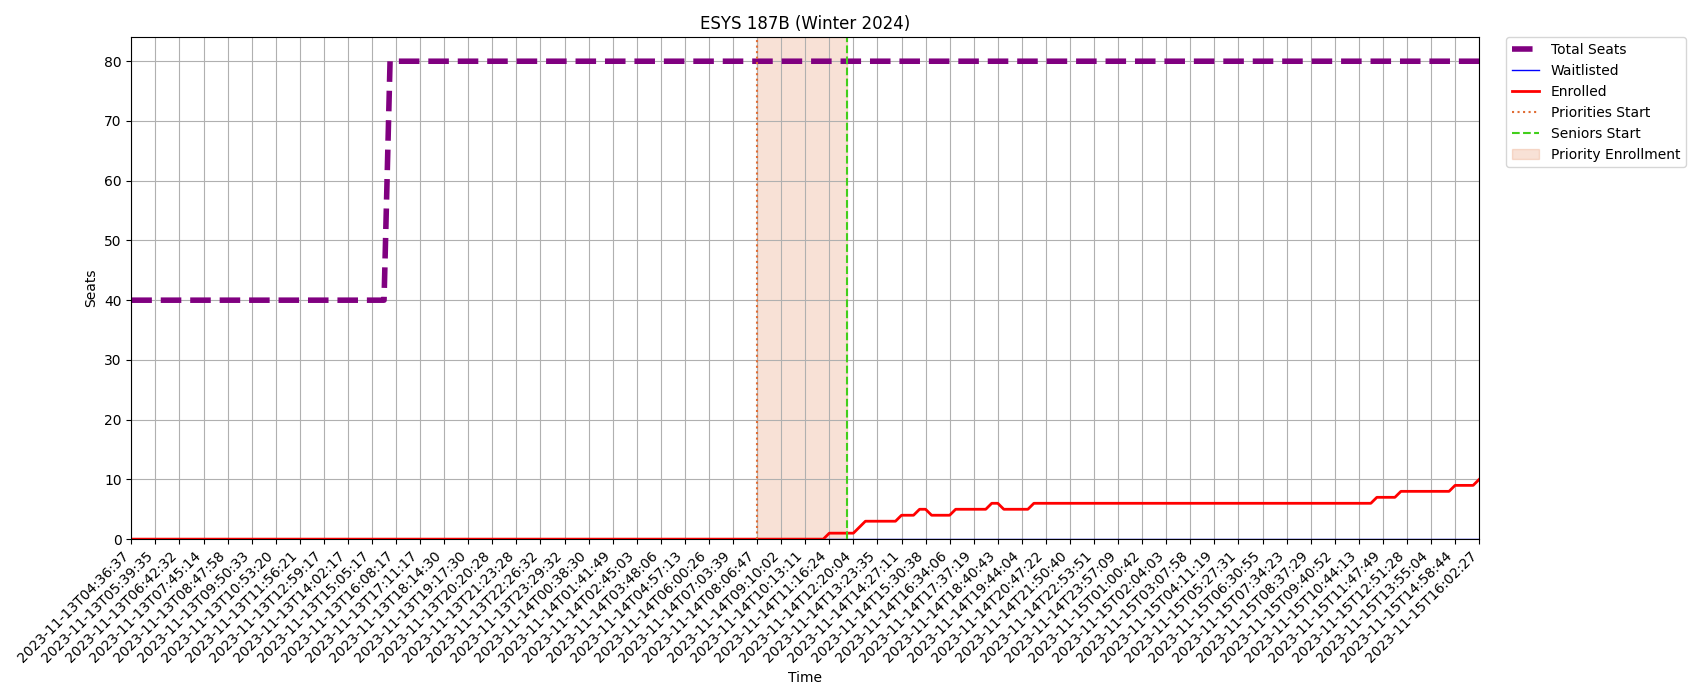 ESYS 187B (Winter 2024)
80
70
60
50
40
30
20
10
0
Seats
Total Seats
Waitlisted
Enrolled
Priorities Start
Seniors Start
Priority Enrollment
2023-11-13T04:36:37
2023-11-13T05:39:35
2023-11-13T06:42:32
2023-11-13T07:45:14
2023-11-13T08:47:58
2023-11-13T09:50:33
2023-11-13T10:53:20
2023-11-13T11:56:21
2023-11-13T12:59:17
2023-11-13T14:02:17
2023-11-13T15:05:17
2023-11-13T16:08:17
2023-11-13T17:11:17
2023-11-13T18:14:30
2023-11-13T19:17:30
2023-11-13T20:20:28
2023-11-13T21:23:28
2023-11-13T22:26:32
2023-11-13T23:29:32
2023-11-14T00:38:30
2023-11-14T01:41:49
2023-11-14T02:45:03
2023-11-14T03:48:06
2023-11-14T04:57:13
2023-11-14T06:00:26
2023-11-14T07:03:39
2023-11-14T08:06:47
2023-11-14T09:10:02
2023-11-14T10:13:11
2023-11-14T11:16:24
2023-11-14T12:20:04
2023-11-14T13:23:35
2023-11-14T14:27:11
2023-11-14T15:30:38
2023-11-14T16:34:06
2023-11-14T17:37:19
2023-11-14T18:40:43
2023-11-14T19:44:04
2023-11-14T20:47:22
2023-11-14T21:50:40
2023-11-14T22:53:51
2023-11-14T23:57:09
2023-11-15T01:00:42
2023-11-15T02:04:03
2023-11-15T03:07:58
2023-11-15T04:11:19
2023-11-15T05:27:31
2023-11-15T06:30:55
2023-11-15T07:34:23
2023-11-15T08:37:29
2023-11-15T09:40:52
2023-11-15T10:44:13
2023-11-15T11:47:49
2023-11-15T12:51:28
2023-11-15T13:55:04
2023-11-15T14:58:44
2023-11-15T16:02:27
Time